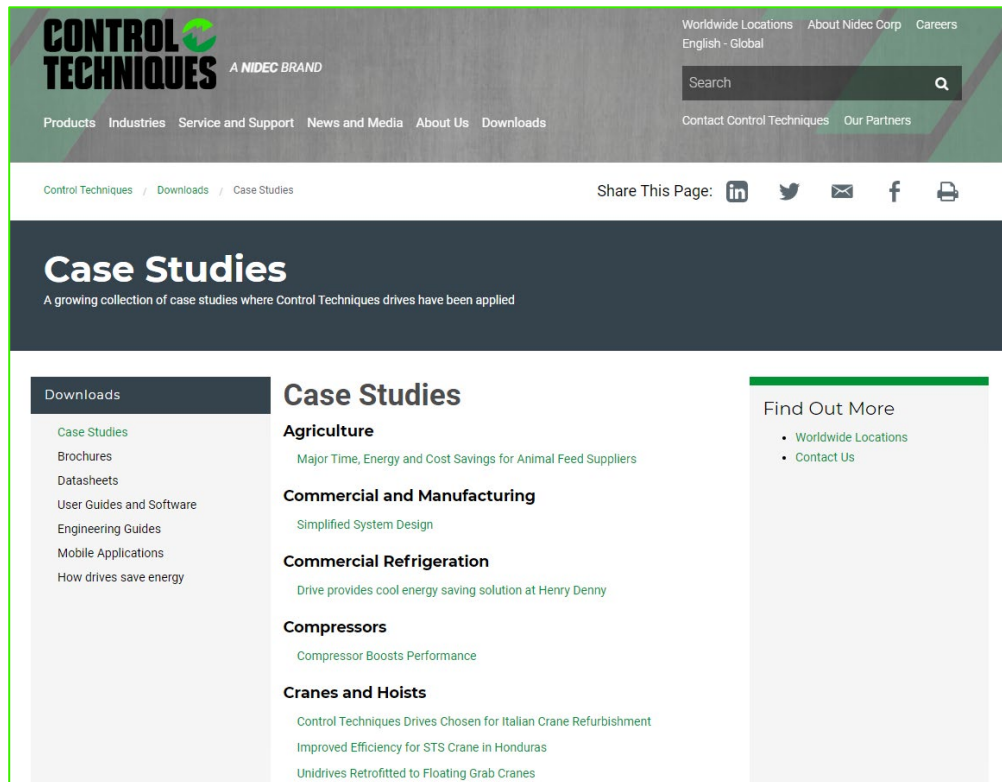 CONTROL
TECHNIQUES
A NIDEC BRAND
Worldwide Locations About Nidec Corp Careers
English - Global
Search
Products Industries Service and Support News and Media About Us Downloads
Contact Control Techniques Our Partners
Control Techniques / Downloads / Case Studies
Share This Page:
Case Studies
A growing collection of case studies where Control Techniques drives have been applied
Downloads
Case Studies
Brochures
Datasheets
User Guides and Software
Engineering Guides
Mobile Applications
How drives save energy
Case Studies
Agriculture
Major Time, Energy and Cost Savings for Animal Feed Suppliers
Commercial and Manufacturing
Simplified System Design
Commercial Refrigeration
Drive provides cool energy saving solution at Henry Denny
Compressors
Compressor Boosts Performance
Cranes and Hoists
Control Techniques Drives Chosen for Italian Crane Refurbishment
Improved Efficiency for STS Crane in Honduras
Unidrives Retrofitted to Floating Grab Cranes
Find Out More
Worldwide Locations
Contact Us